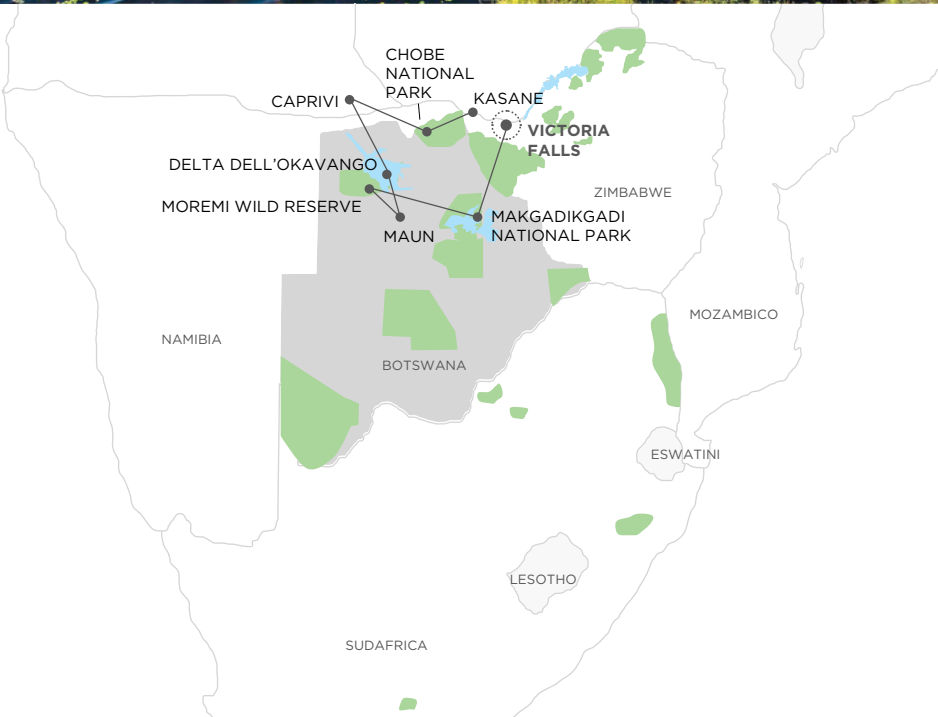 CHOBE
NATIONAL
PARK
CAPRIVI
KASANE
VICTORIA
FALLS
DELTA DELL'OKAVANGO
ZIMBABWE
MOREMI WILD RESERVE
MAKGADIKGADI
NATIONAL PARK
MAUN
MOZAMBICO
NAMIBIA
BOTSWANA
ESWATINI
LESOTHO
SUDAFRICA